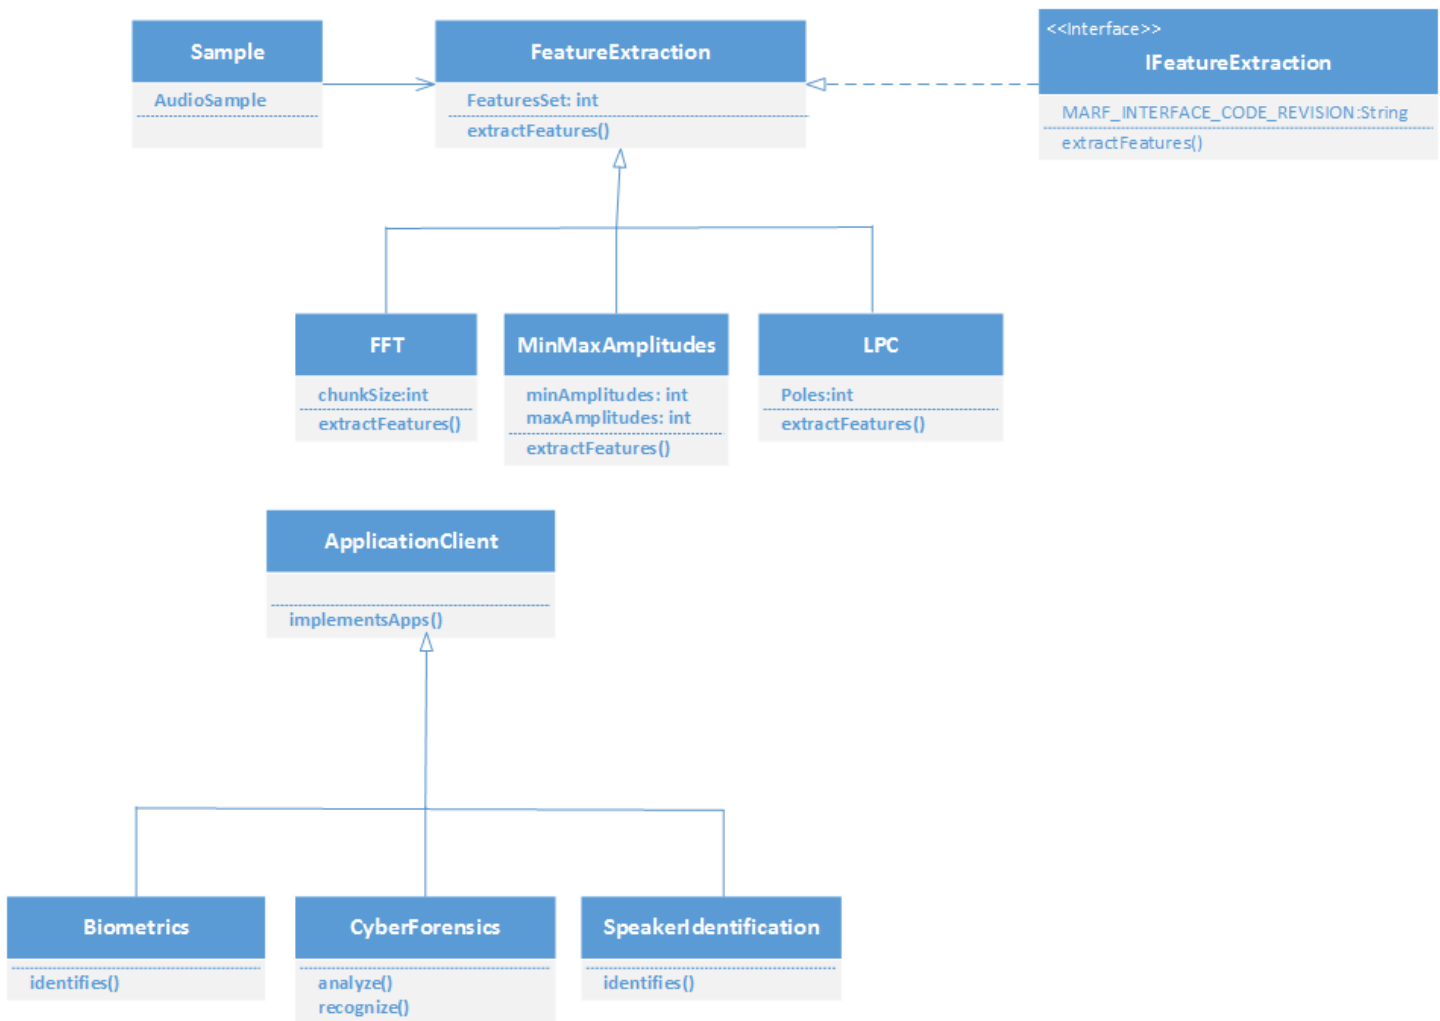 Sample
AudioSample
FeatureExtraction
FeaturesSet: int
extractFeatures()
<<Interface>>
IFeatureExtraction
MARF_INTERFACE_CODE_REVISION:String
extractFeatures()
FFT
chunkSize:int
extractFeatures()
MinMaxAmplitudes
minAmplitudes: int
maxAmplitudes: int
extractFeatures()
LPC
Poles:int
extractFeatures()
ApplicationClient
implementsApps()
Biometrics
identifies()
CyberForensics
analyze()
recognize()
SpeakerIdentification
identifies()